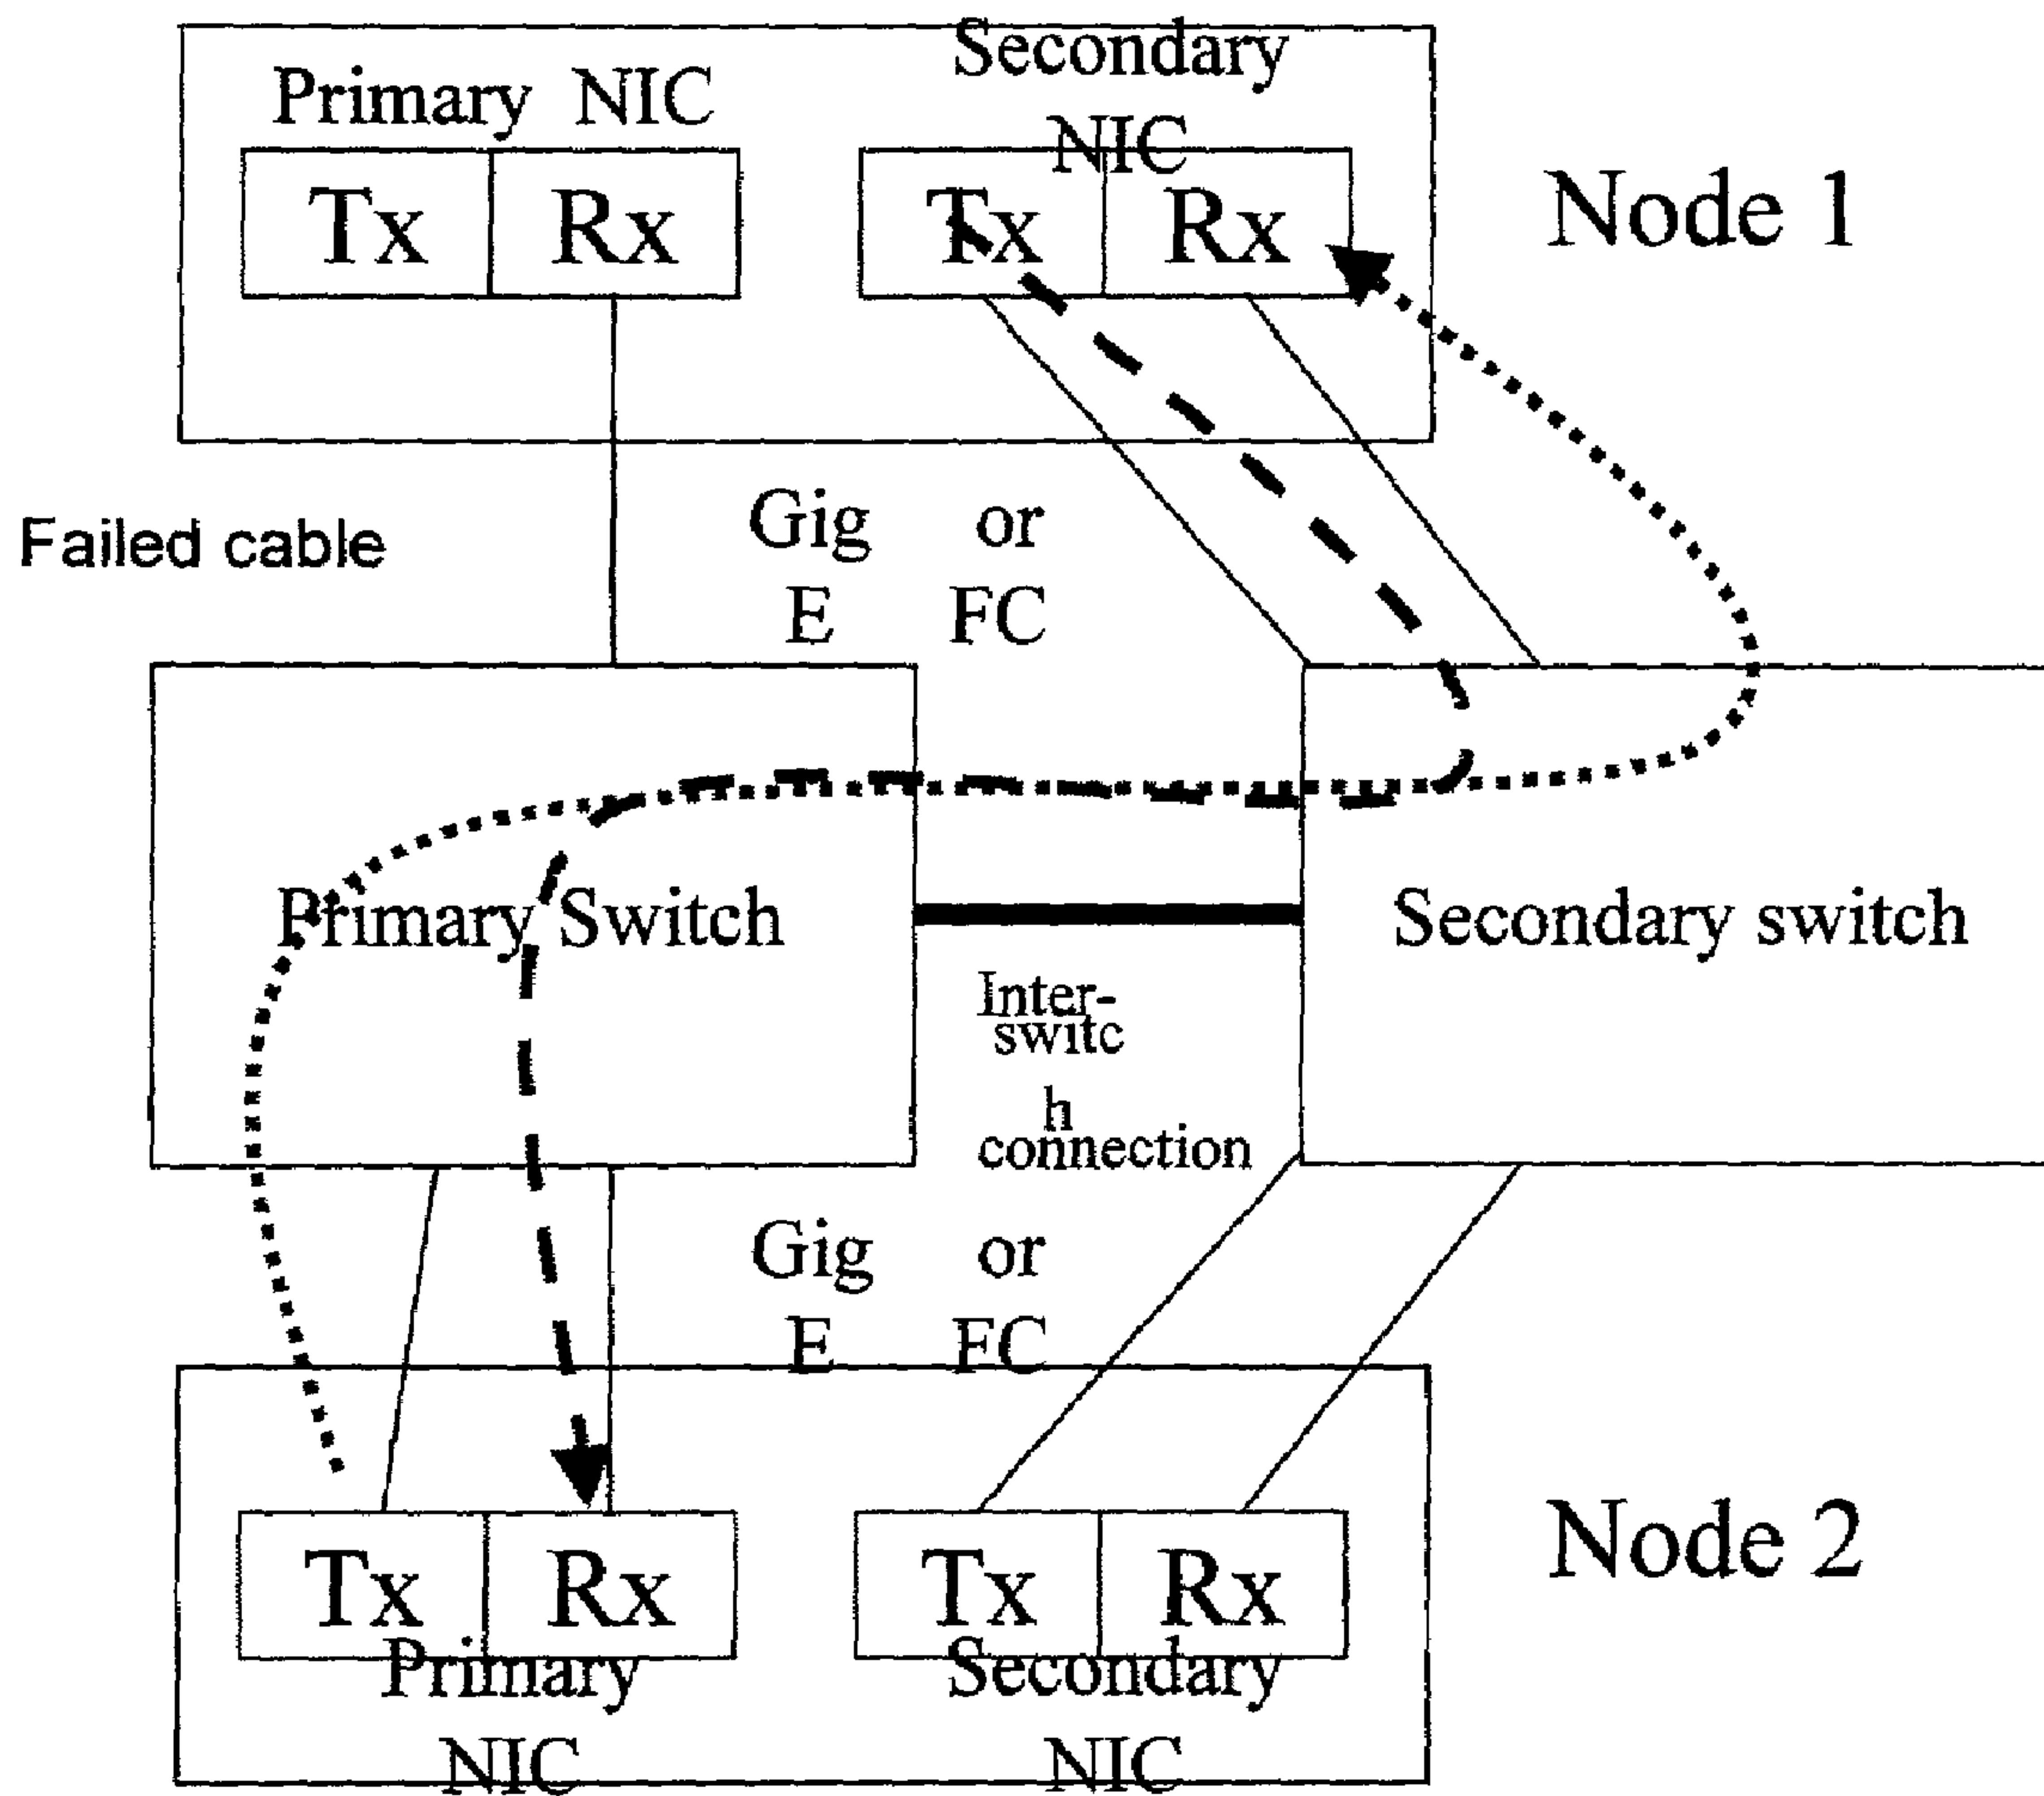 Secondary
Primary NIC
NIC
Tx Rx
Tx Rx
Node 1
Failed cable
Gig or
E FC
Primary Switch
Secondary switch
Inter-
switc
h
connection
Gig or
E FC
Tx Rx
Tx Rx
Node 2
Primary
NIC
Secondary
NIC